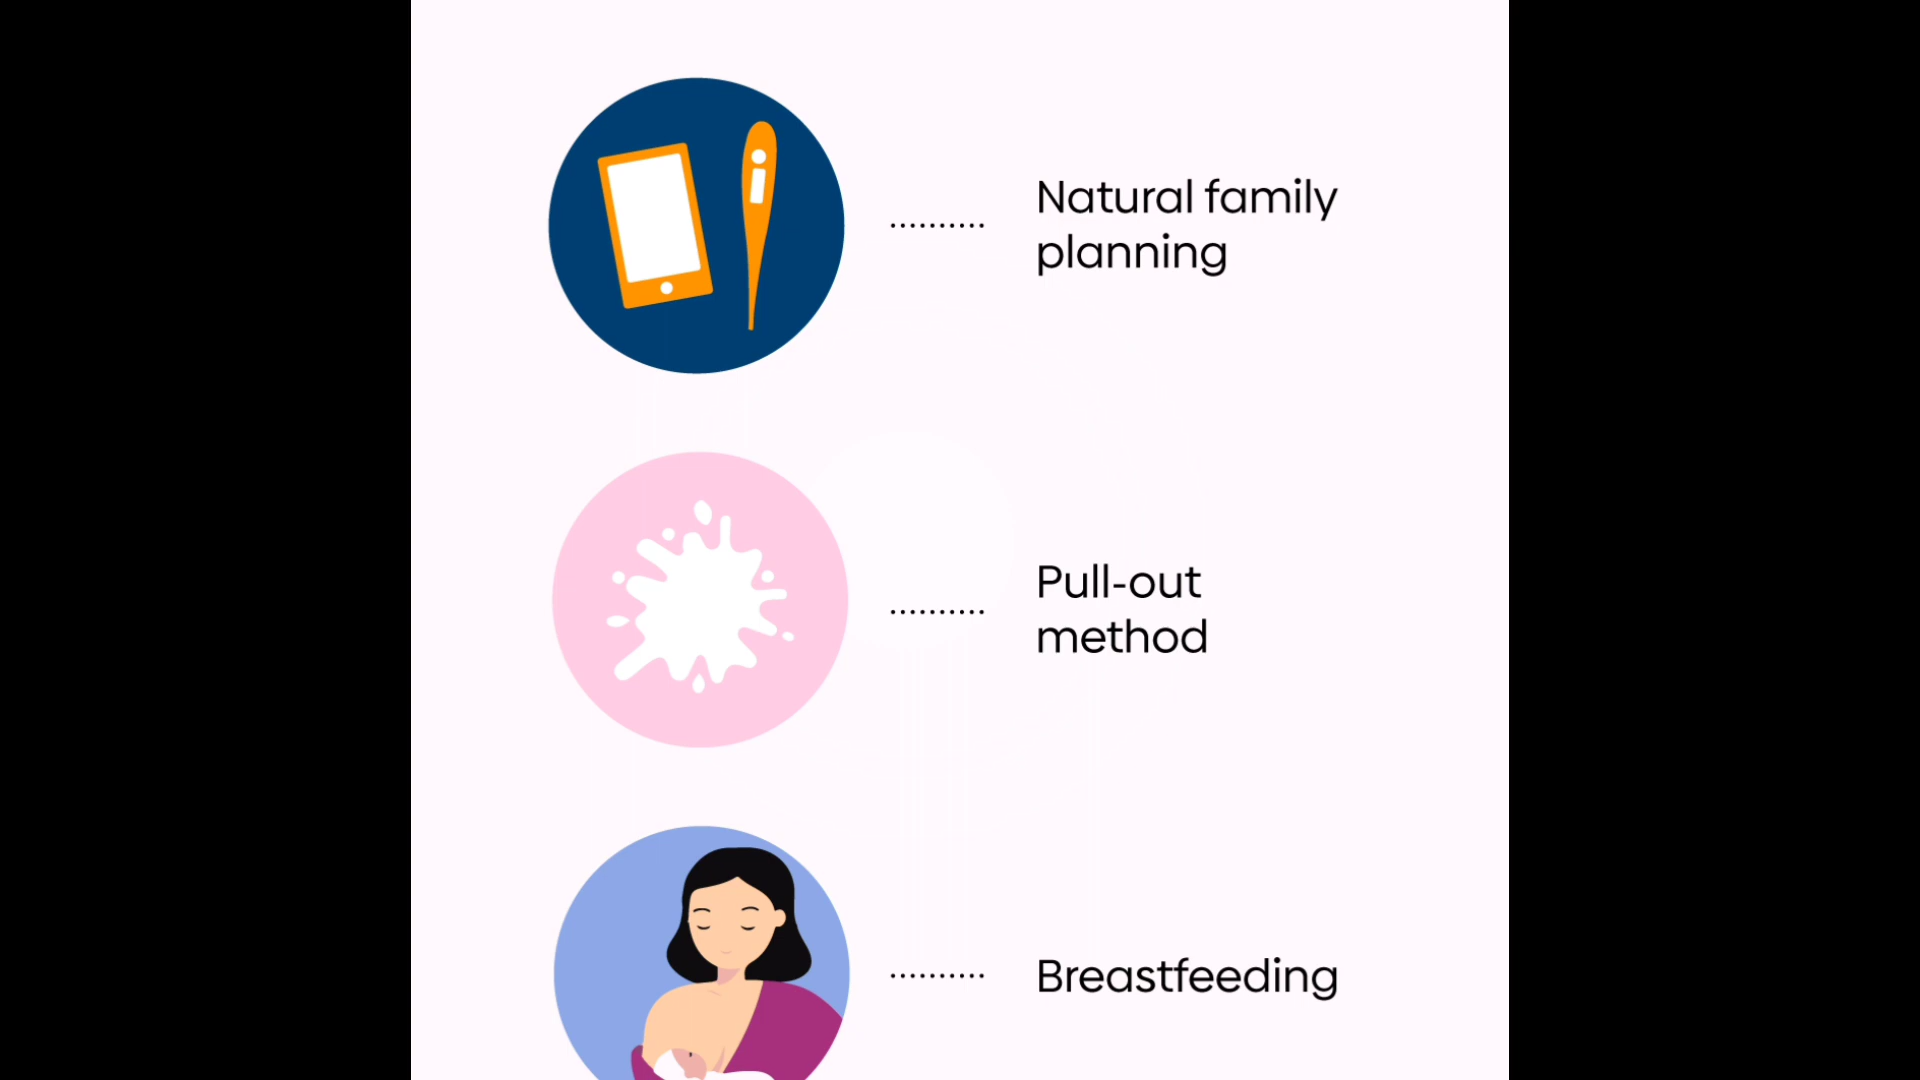 Natural family
planning
Pull-out
method
Breastfeeding